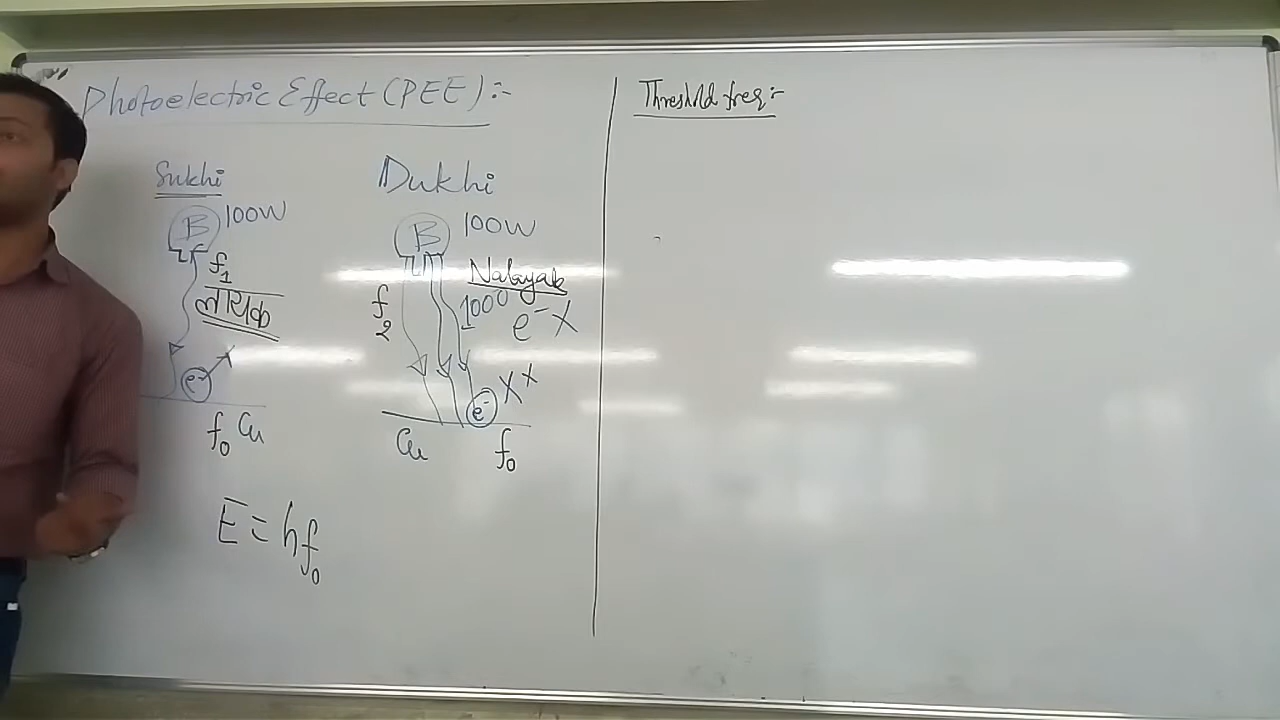 Photoelectric Effect (PEE) :-
Sukhi
B 100W
f1
लायक
e-
f0 Cu
E = hf0
Dukhi
B 100W
Nalayak
f2
1000
e- X
e- X x
Cu f0
Threshold freq :-